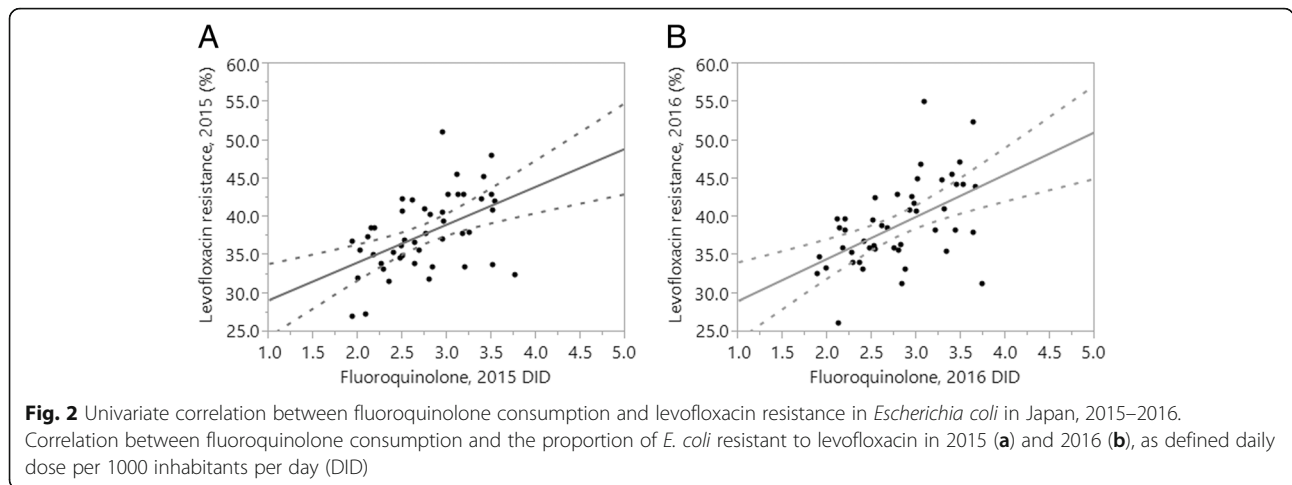 A
60.0
55.0
50.0
45.0
40.0
35.0
30.0
25.0
Levofloxacin resistance, 2015 (%)
1.0 1.5 2.0 2.5 3.0 3.5 4.0 4.5 5.0
Fluoroquinolone, 2015 DID
B
60.0
55.0
50.0
45.0
40.0
35.0
30.0
25.0
Levofloxacin resistance, 2016 (%)
1.0 1.5 2.0 2.5 3.0 3.5 4.0 4.5 5.0
Fluoroquinolone, 2016 DID
Fig. 2 Univariate correlation between fluoroquinolone consumption and levofloxacin resistance in Escherichia coli in Japan, 2015–2016.
Correlation between fluoroquinolone consumption and the proportion of E. coli resistant to levofloxacin in 2015 (a) and 2016 (b), as defined daily
dose per 1000 inhabitants per day (DID)